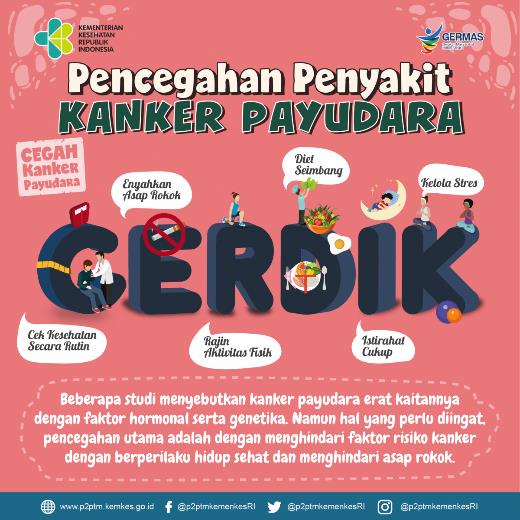 KEMENTERIAN
KESEHATAN
REPUBLIK
INDONESIA
GERMAS
Pencegahan Penyakit
KANKER PAYUDARA
CEGAH
Kanker
Payudara
Enyahkan
Asap Rokok
Diet
Seimbang
Kelola Stres
CERDIK
Cek Kesehatan
Secara Rutin
Rajin
Aktivitas Fisik
Istirahat
Cukup
Beberapa studi menyebutkan kanker payudara erat kaitannya
dengan faktor hormonal serta genetika. Namun hal yang perlu diingat,
pencegahan utama adalah dengan menghindari faktor risiko kanker
dengan berperilaku hidup sehat dan menghindari asap rokok.
www.p2ptm.kemkes.go.id
@p2ptmkemenkesRI
@p2ptmkemenkesRI
@p2ptmkemenkesRI